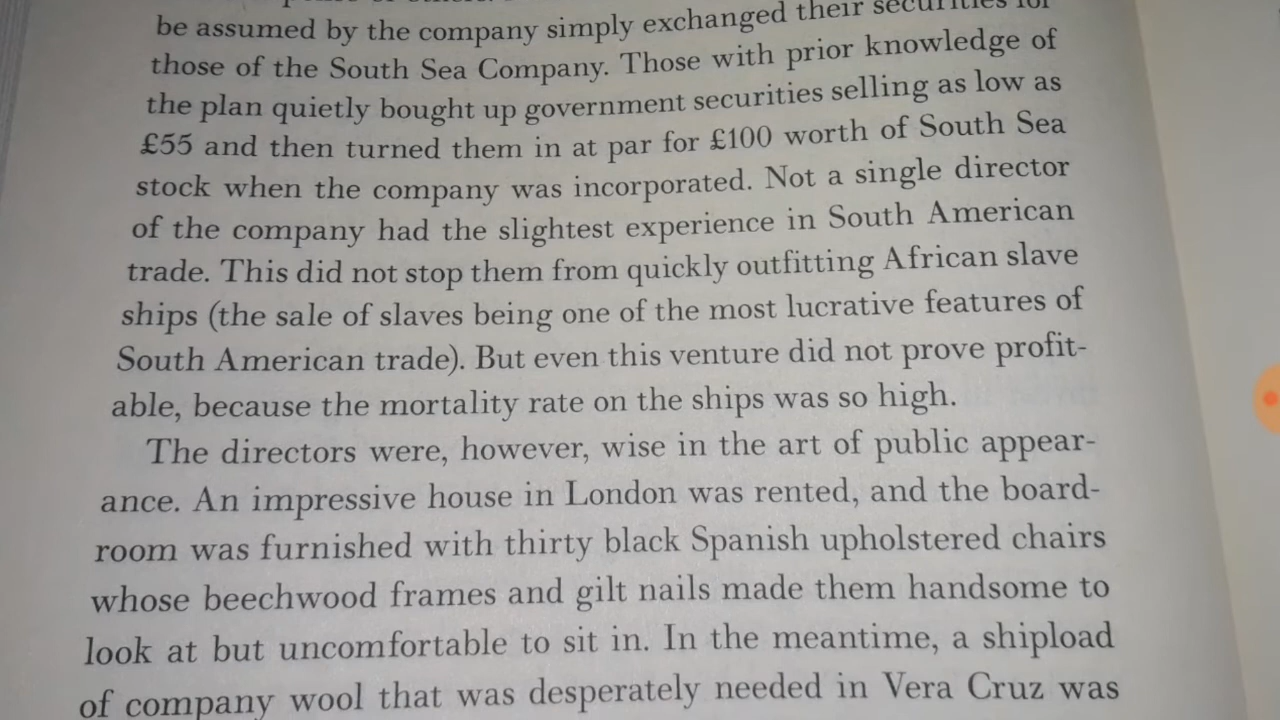 be assumed by the company simply exchanged their securities for
those of the South Sea Company. Those with prior knowledge of
the plan quietly bought up government securities selling as low as
£55 and then turned them in at par for £100 worth of South Sea
stock when the company was incorporated. Not a single director
of the company had the slightest experience in South American
trade. This did not stop them from quickly outfitting African slave
ships (the sale of slaves being one of the most lucrative features of
South American trade). But even this venture did not prove profit-
able, because the mortality rate on the ships was so high.
The directors were, however, wise in the art of public appear-
ance. An impressive house in London was rented, and the board-
room was furnished with thirty black Spanish upholstered chairs
whose beechwood frames and gilt nails made them handsome to
look at but uncomfortable to sit in. In the meantime, a shipload
of company wool that was desperately needed in Vera Cruz was